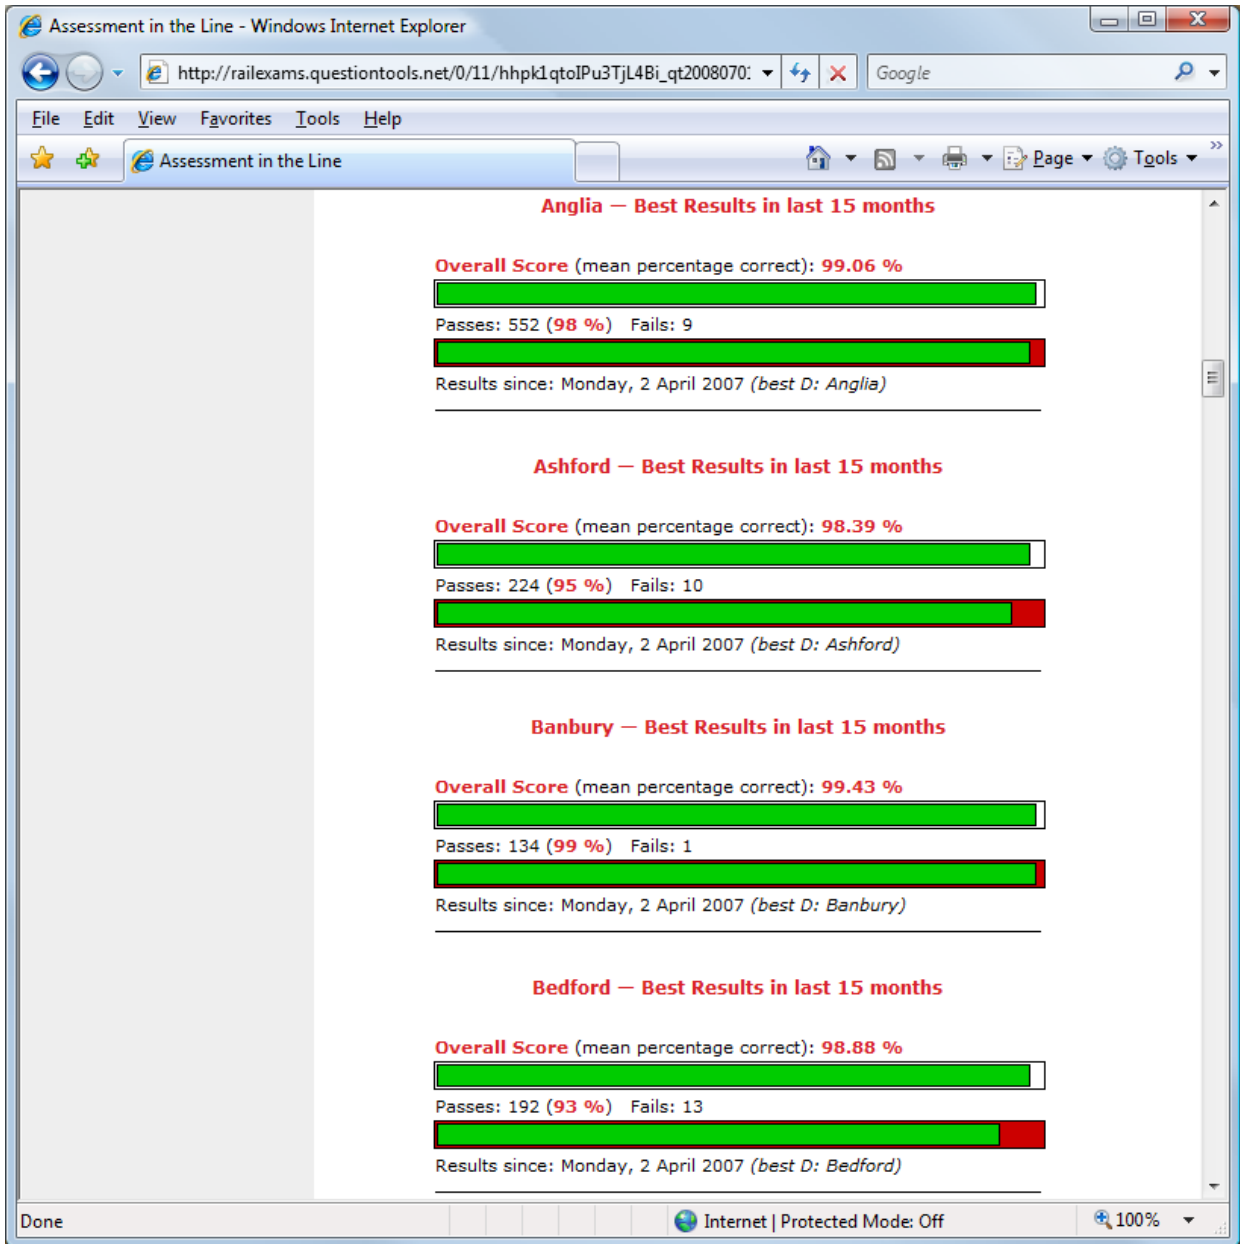 Assessment in the Line - Windows Internet Explorer
http://railexams.questiontools.net/0/11/hhpk1qtoIPu3TjL4Bi_qt20080701 Google
File Edit View Favorites Tools Help
Assessment in the Line Page Tools »
Anglia — Best Results in last 15 months
Overall Score (mean percentage correct): 99.06 %
Passes: 552 (98 %) Fails: 9
Results since: Monday, 2 April 2007 (best D: Anglia)
Ashford — Best Results in last 15 months
Overall Score (mean percentage correct): 98.39 %
Passes: 224 (95 %) Fails: 10
Results since: Monday, 2 April 2007 (best D: Ashford)
Banbury — Best Results in last 15 months
Overall Score (mean percentage correct): 99.43 %
Passes: 134 (99 %) Fails: 1
Results since: Monday, 2 April 2007 (best D: Banbury)
Bedford — Best Results in last 15 months
Overall Score (mean percentage correct): 98.88 %
Passes: 192 (93 %) Fails: 13
Results since: Monday, 2 April 2007 (best D: Bedford)
Done Internet | Protected Mode: Off 100%